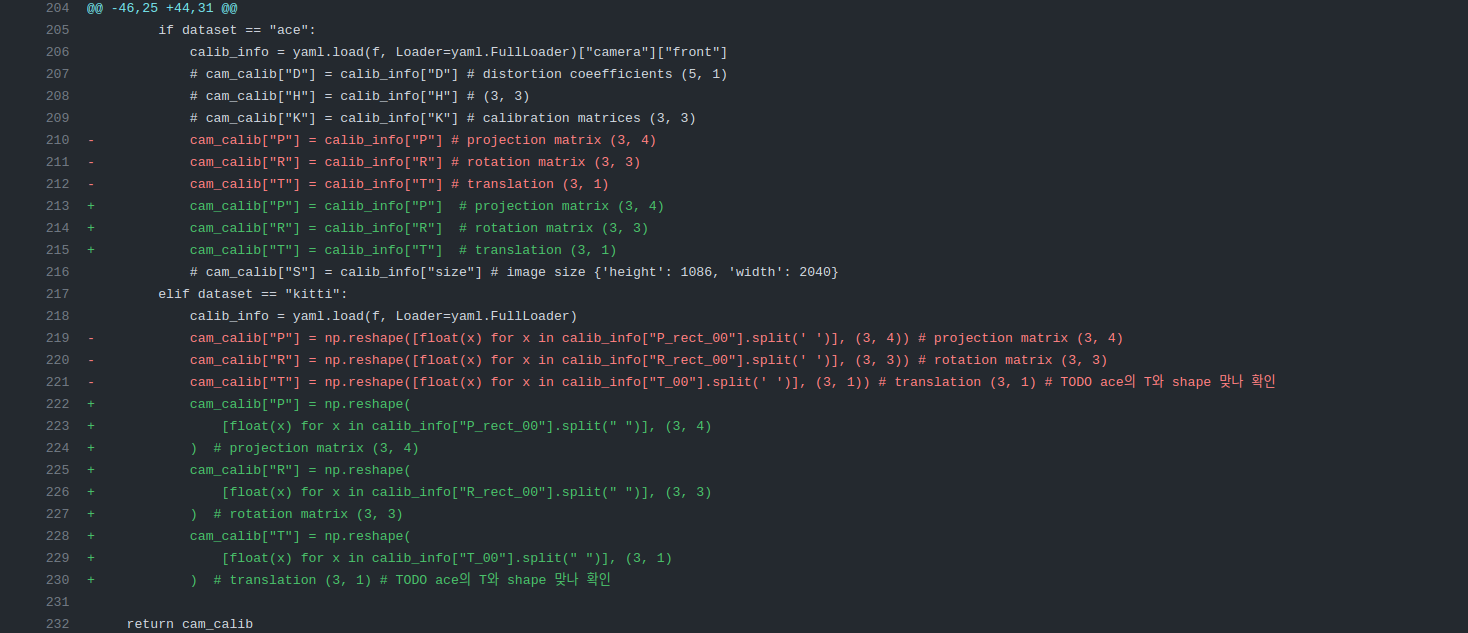 204 @@ -46,25 +44,31 @@
205         if dataset == "ace":
206             calib_info = yaml.load(f, Loader=yaml.FullLoader)["camera"]["front"]
207             # cam_calib["D"] = calib_info["D"] # distortion coeefficients (5, 1)
208             # cam_calib["H"] = calib_info["H"] # (3, 3)
209             # cam_calib["K"] = calib_info["K"] # calibration matrices (3, 3)
210 -            cam_calib["P"] = calib_info["P"] # projection matrix (3, 4)
211 -            cam_calib["R"] = calib_info["R"] # rotation matrix (3, 3)
212 -            cam_calib["T"] = calib_info["T"] # translation (3, 1)
213 +            cam_calib["P"] = calib_info["P"]  # projection matrix (3, 4)
214 +            cam_calib["R"] = calib_info["R"]  # rotation matrix (3, 3)
215 +            cam_calib["T"] = calib_info["T"]  # translation (3, 1)
216             # cam_calib["S"] = calib_info["size"] # image size {'height': 1086, 'width': 2040}
217         elif dataset == "kitti":
218             calib_info = yaml.load(f, Loader=yaml.FullLoader)
219 -            cam_calib["P"] = np.reshape([float(x) for x in calib_info["P_rect_00"].split(' ')], (3, 4)) # projection matrix (3, 4)
220 -            cam_calib["R"] = np.reshape([float(x) for x in calib_info["R_rect_00"].split(' ')], (3, 3)) # rotation matrix (3, 3)
221 -            cam_calib["T"] = np.reshape([float(x) for x in calib_info["T_00"].split(' ')], (3, 1)) # translation (3, 1) # TODO ace의 T와 shape 맞나 확인
222 +            cam_calib["P"] = np.reshape(
223 +                [float(x) for x in calib_info["P_rect_00"].split(" ")], (3, 4)
224 +            )  # projection matrix (3, 4)
225 +            cam_calib["R"] = np.reshape(
226 +                [float(x) for x in calib_info["R_rect_00"].split(" ")], (3, 3)
227 +            )  # rotation matrix (3, 3)
228 +            cam_calib["T"] = np.reshape(
229 +                [float(x) for x in calib_info["T_00"].split(" ")], (3, 1)
230 +            )  # translation (3, 1) # TODO ace의 T와 shape 맞나 확인
231
232     return cam_calib